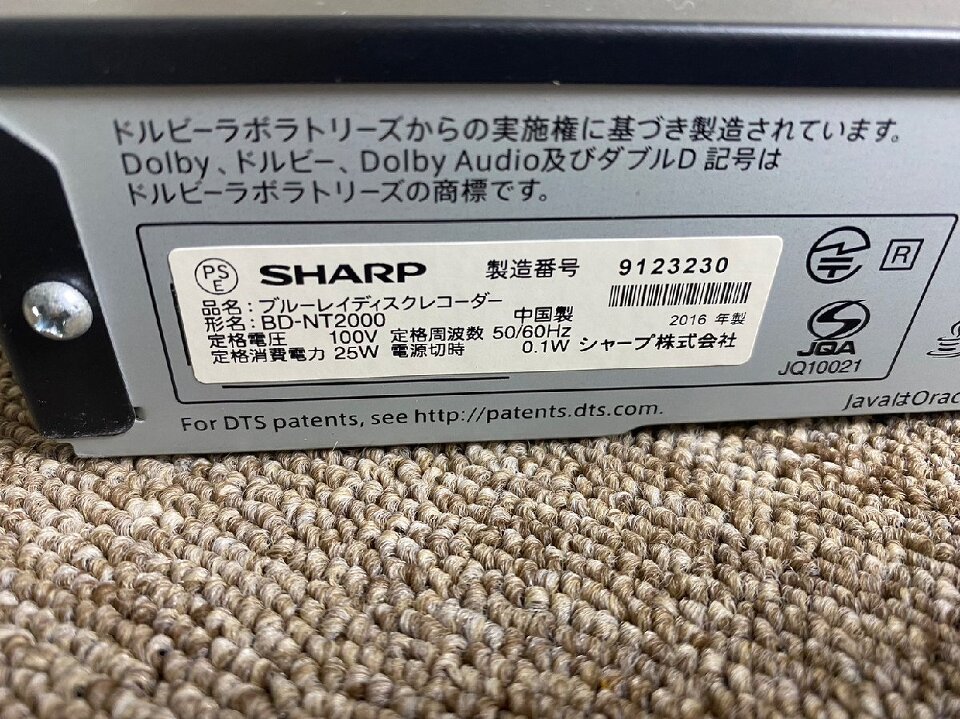 ドルビーラボラトリーズからの実施権に基づき製造されています。
Dolby、ドルビー、Dolby Audio及びダブルD 記号は
ドルビーラボラトリーズの商標です。
PS
E
SHARP 製造番号 9123230
品名:ブルーレイディスクレコーダー
形名:BD-NT2000 中国製
2016 年製
定格電圧 100V 定格周波数 50/60Hz
定格消費電力 25W 電源切時 0.1W シャープ株式会社
R
JQA
JQ10021
For DTS patents, see http://patents.dts.com.
JavaはOrac